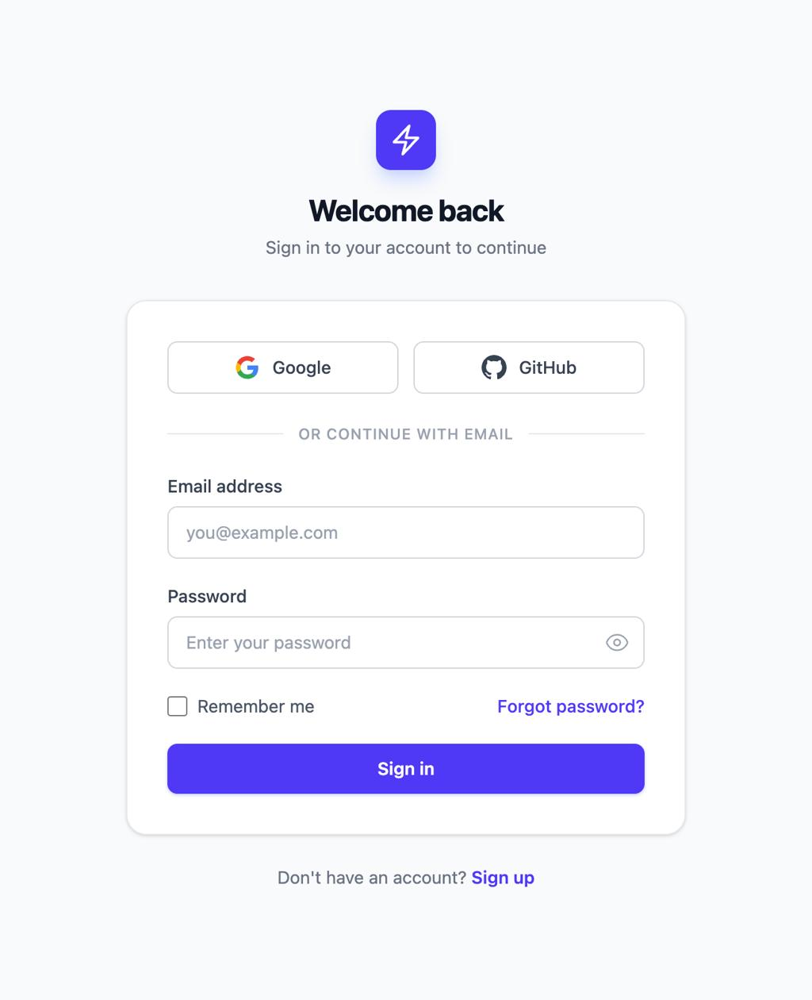 Welcome back
Sign in to your account to continue
Google
GitHub
OR CONTINUE WITH EMAIL
Email address
you@example.com
Password
Enter your password
Remember me
Forgot password?
Sign in
Don't have an account? Sign up